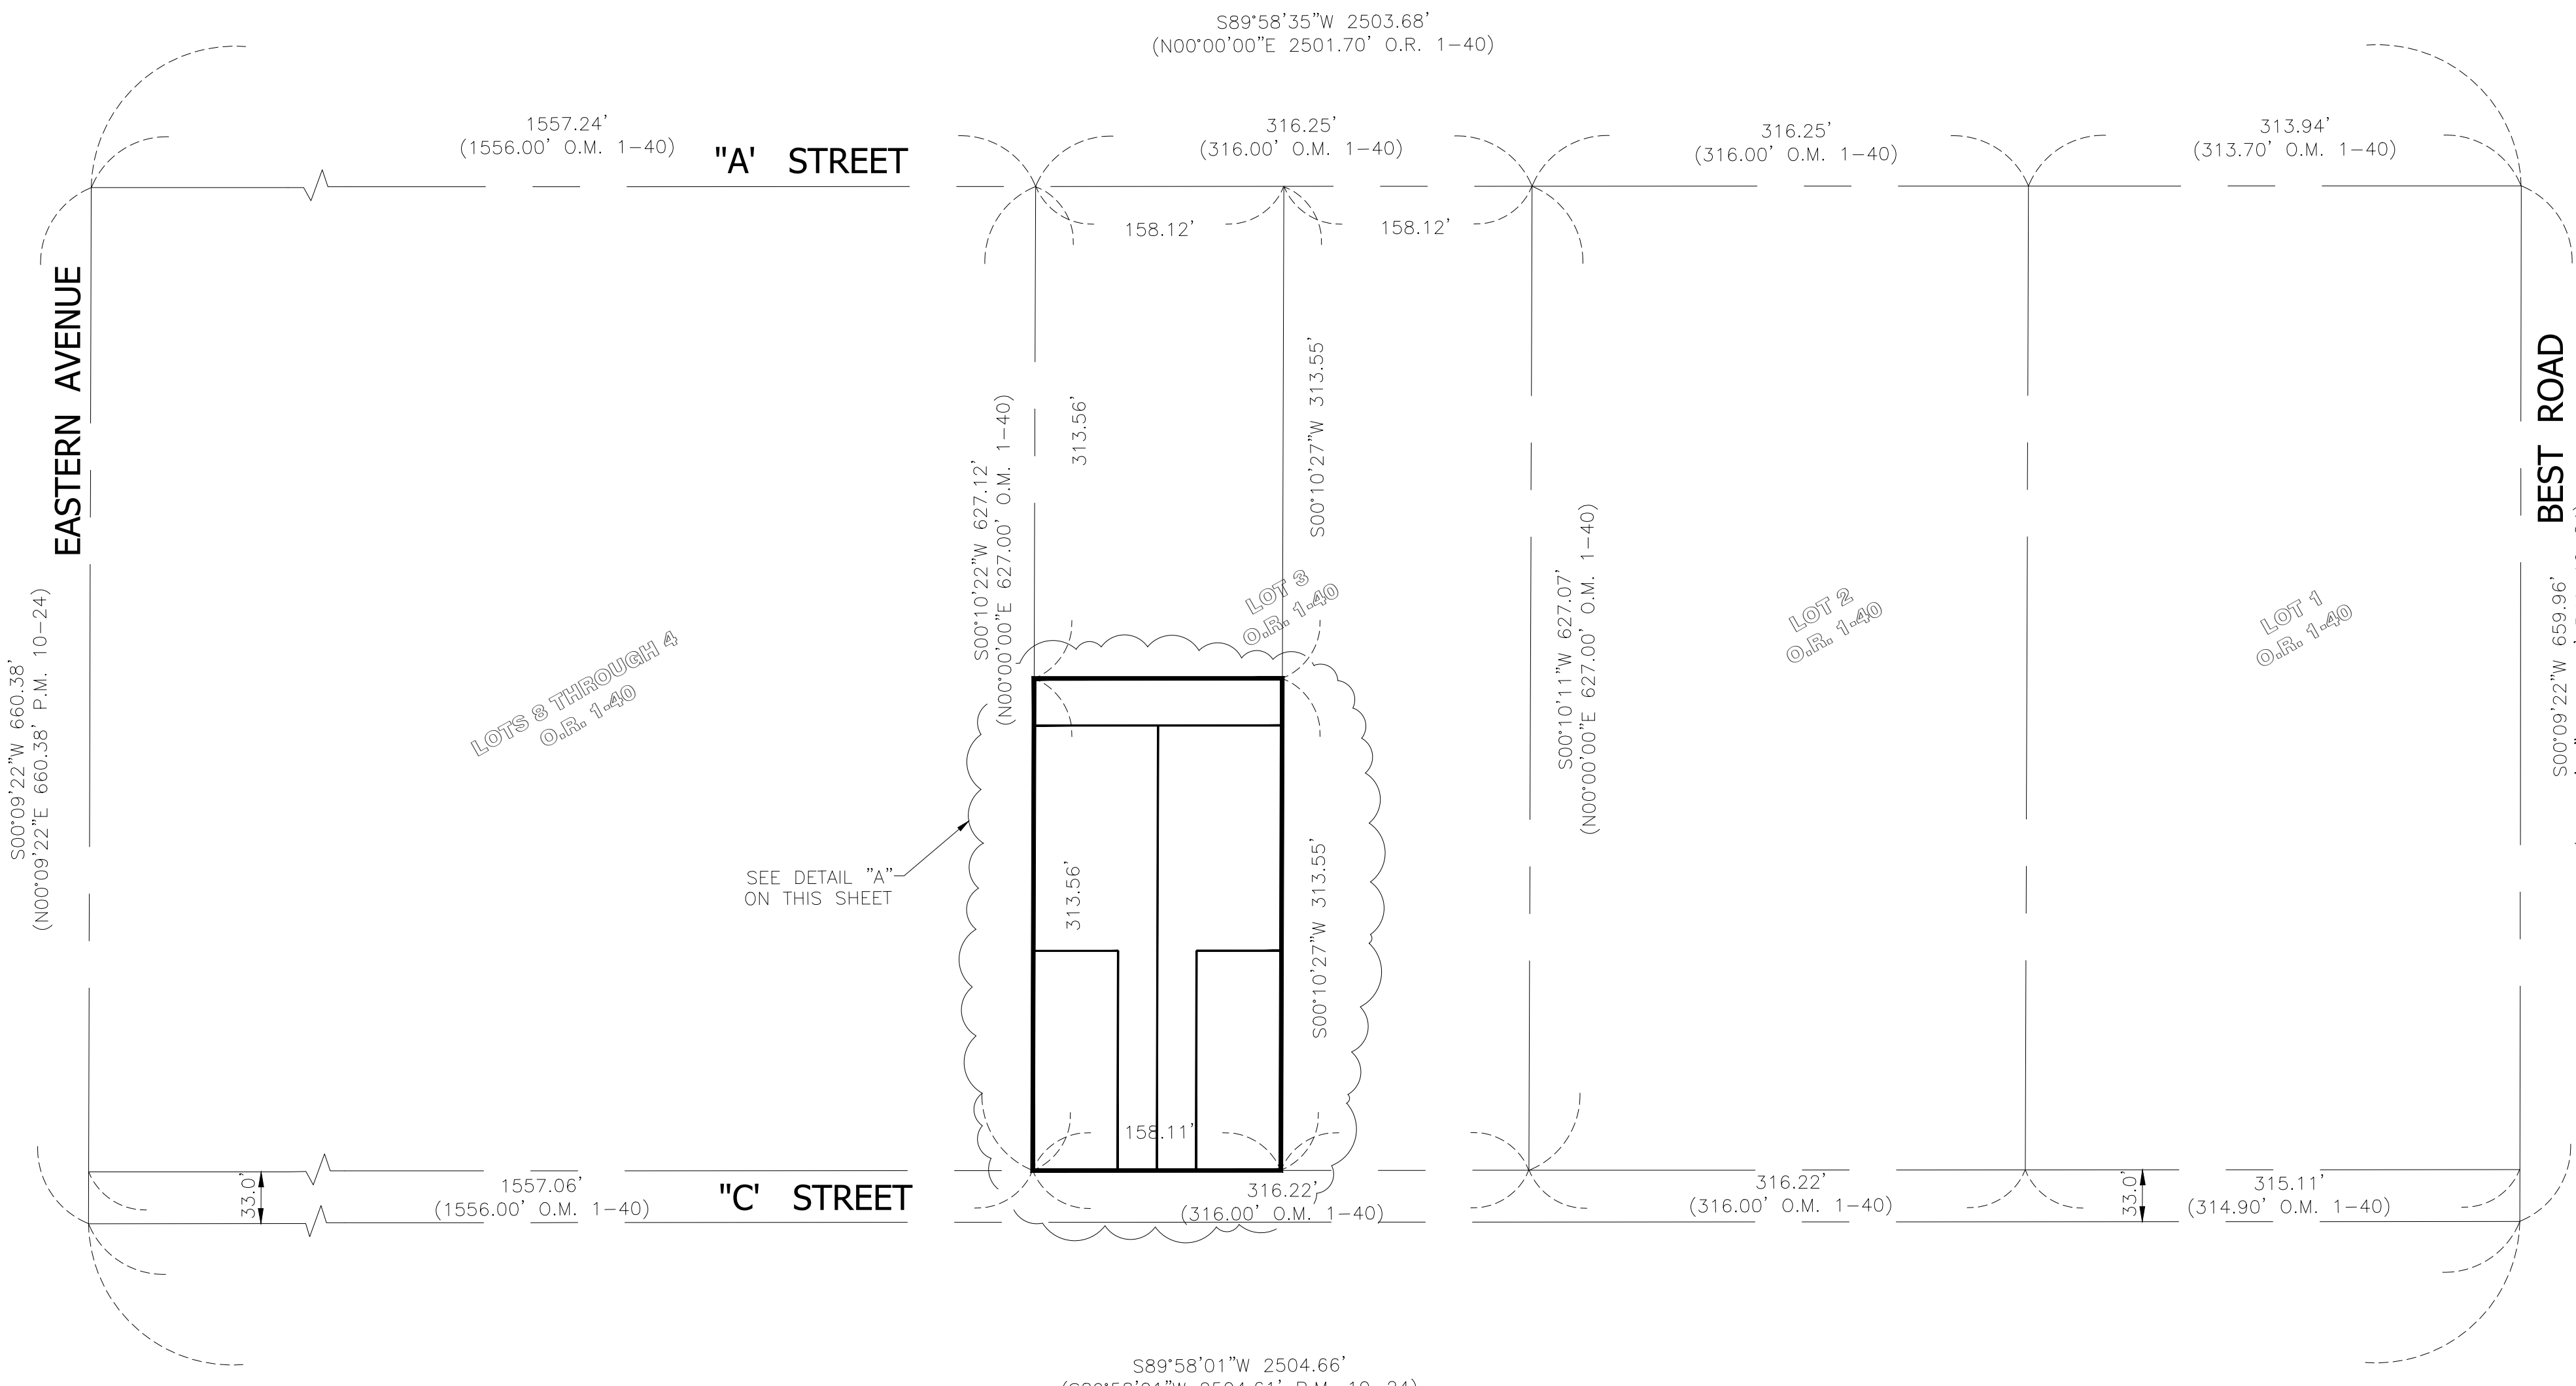 S89°58'35"W 2503.68'
(N00°00'00"E 2501.70' O.R. 1-40)
1557.24'
(1556.00' O.M. 1-40)
"A' STREET
316.25'
(316.00' O.M. 1-40)
316.25'
(316.00' O.M. 1-40)
313.94'
(313.70' O.M. 1-40)
158.12'
158.12'
EASTERN AVENUE
BEST ROAD
S00°09'22"W 660.38'
(N00°09'22"E 660.38' P.M. 10-24)
S00°10'22"W 627.12'
(N00°00'00"E 627.00' O.M. 1-40)
313.56'
S00°10'27"W 313.55'
S00°10'11"W 627.07'
(N00°00'00"E 627.00' O.M. 1-40)
S00°09'22"W 659.96'
LOTS 8 THROUGH 4
O.R. 1-40
LOT 3
O.R. 1-40
LOT 2
O.R. 1-40
LOT 1
O.R. 1-40
SEE DETAIL "A"
ON THIS SHEET
313.56'
S00°10'27"W 313.55'
158.11'
33.0'
1557.06'
(1556.00' O.M. 1-40)
"C' STREET
316.22'
(316.00' O.M. 1-40)
316.22'
(316.00' O.M. 1-40)
33.0'
315.11'
(314.90' O.M. 1-40)
S89°58'01"W 2504.66'